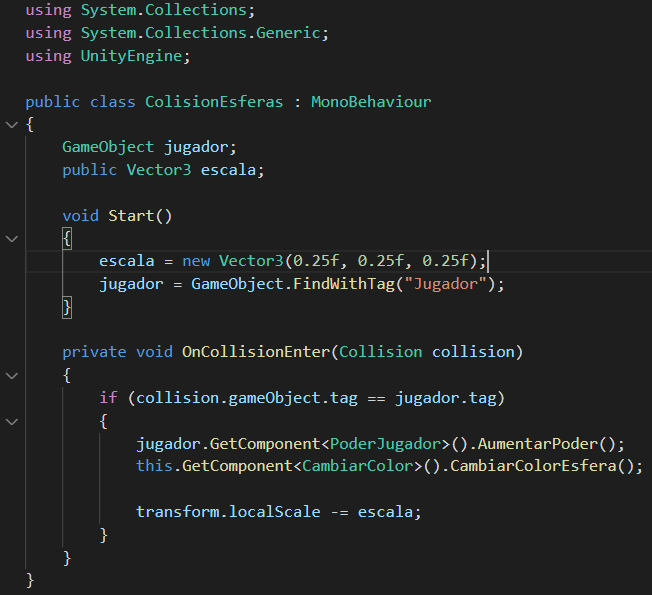 using System.Collections;
using System.Collections.Generic;
using UnityEngine;

public class ColisionEsferas : MonoBehaviour
{
    GameObject jugador;
    public Vector3 escala;

    void Start()
    {
        escala = new Vector3(0.25f, 0.25f, 0.25f);
        jugador = GameObject.FindWithTag("Jugador");
    }

    private void OnCollisionEnter(Collision collision)
    {
        if (collision.gameObject.tag == jugador.tag)
        {
            jugador.GetComponent<PoderJugador>().AumentarPoder();
            this.GetComponent<CambiarColor>().CambiarColorEsfera();

            transform.localScale -= escala;
        }
    }
}